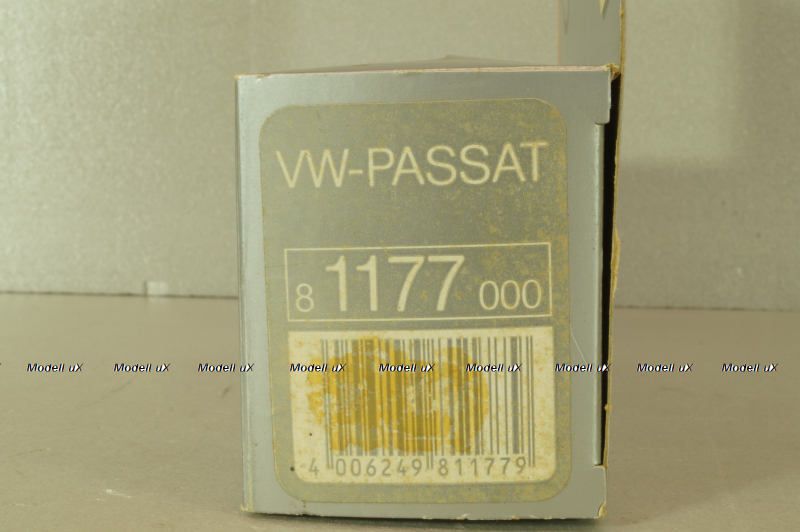 VW-PASSAT
8 1177 000
Modell uX Modell uX Modell uX Modell uX Modell uX Modell uX Modell uX Modell uX Modell uX
4 006249 811779